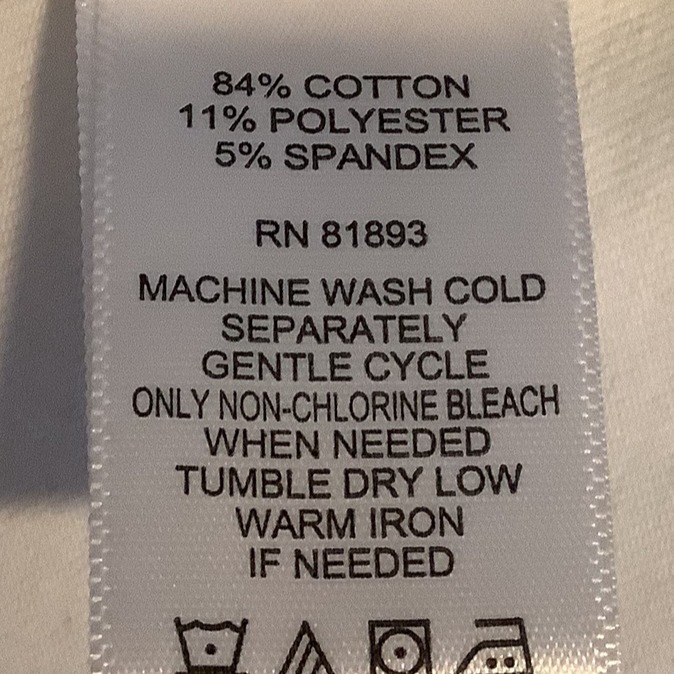 84% COTTON
11% POLYESTER
5% SPANDEX
RN 81893
MACHINE WASH COLD
SEPARATELY
GENTLE CYCLE
ONLY NON-CHLORINE BLEACH
WHEN NEEDED
TUMBLE DRY LOW
WARM IRON
IF NEEDED